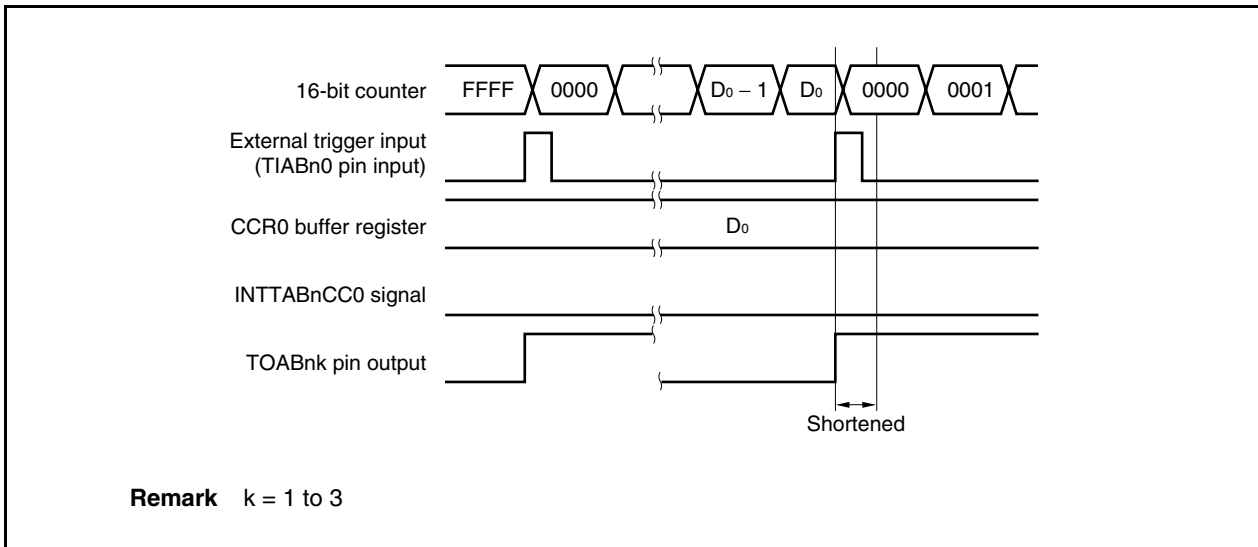 16-bit counter FFFF 0000 D₀ − 1 D₀ 0000 0001
External trigger input
(TIABn0 pin input)
CCR0 buffer register D₀
INTTABnCC0 signal
TOABnk pin output
Shortened
Remark k = 1 to 3